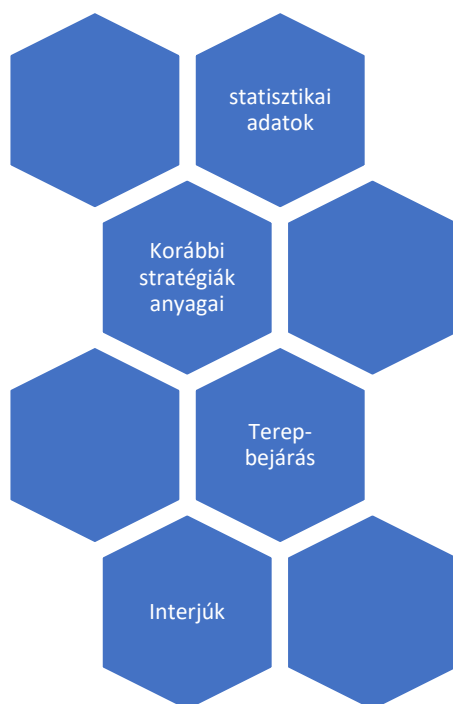 statisztikai
adatok
Korábbi
stratégiák
anyagai
Terep-
bejárás
Interjúk